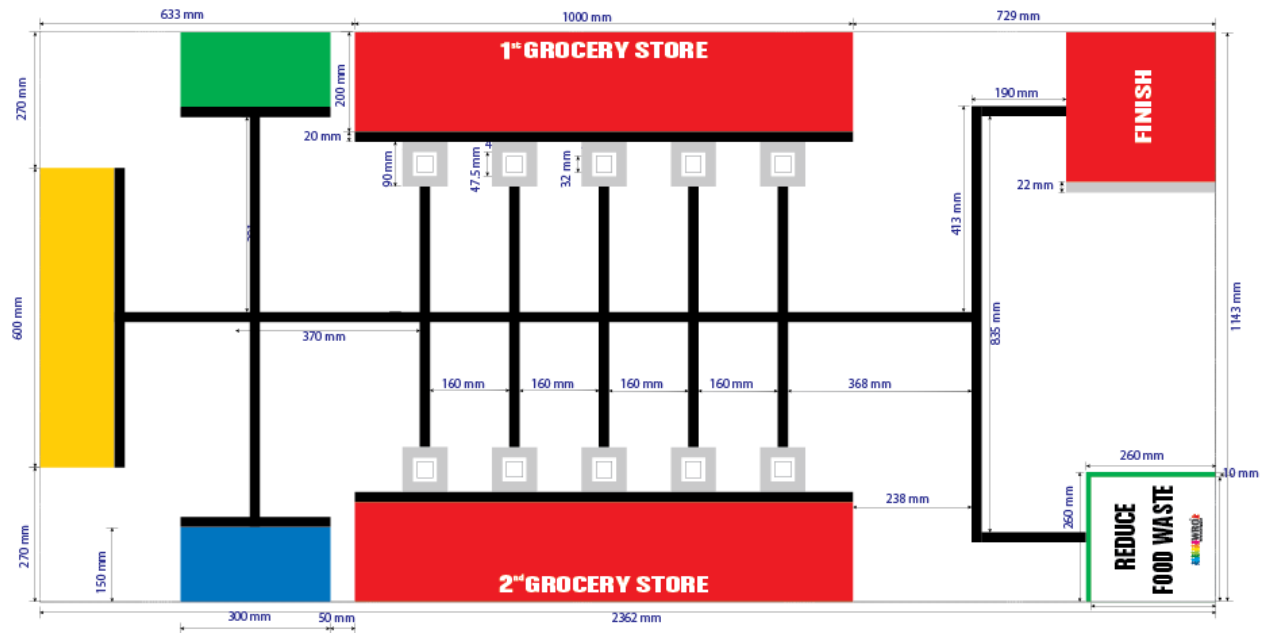 633 mm
1000 mm
729 mm
1st GROCERY STORE
270 mm
200 mm
20 mm
90 mm
47.5 mm
32 mm
190 mm
FINISH
22 mm
413 mm
600 mm
370 mm
835 mm
1143 mm
160 mm
160 mm
160 mm
160 mm
368 mm
260 mm
10 mm
238 mm
260 mm
REDUCE
FOOD WASTE
270 mm
150 mm
2nd GROCERY STORE
300 mm
50 mm
2362 mm